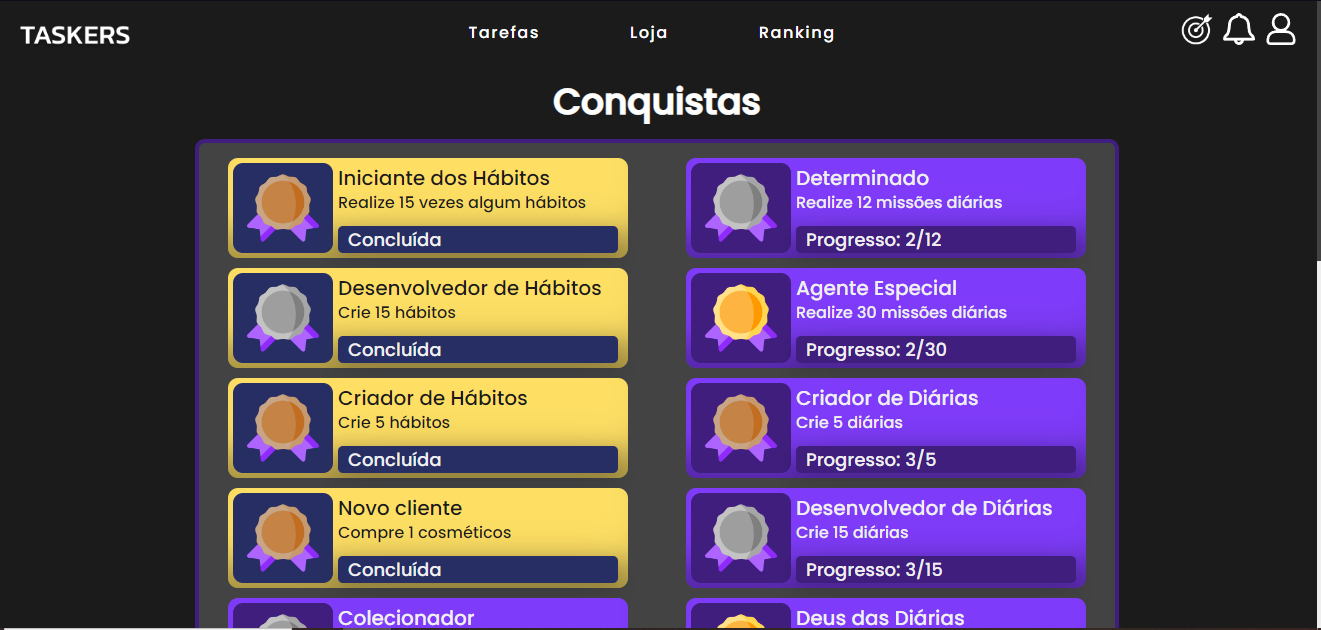 TASKERS
Tarefas
Loja
Ranking
Conquistas
Iniciante dos Hábitos
Realize 15 vezes algum hábitos
Concluída
Determinado
Realize 12 missões diárias
Progresso: 2/12
Desenvolvedor de Hábitos
Crie 15 hábitos
Concluída
Agente Especial
Realize 30 missões diárias
Progresso: 2/30
Criador de Hábitos
Crie 5 hábitos
Concluída
Criador de Diárias
Crie 5 diárias
Progresso: 3/5
Novo cliente
Compre 1 cosméticos
Concluída
Desenvolvedor de Diárias
Crie 15 diárias
Progresso: 3/15
Colecionador
Deus das Diárias